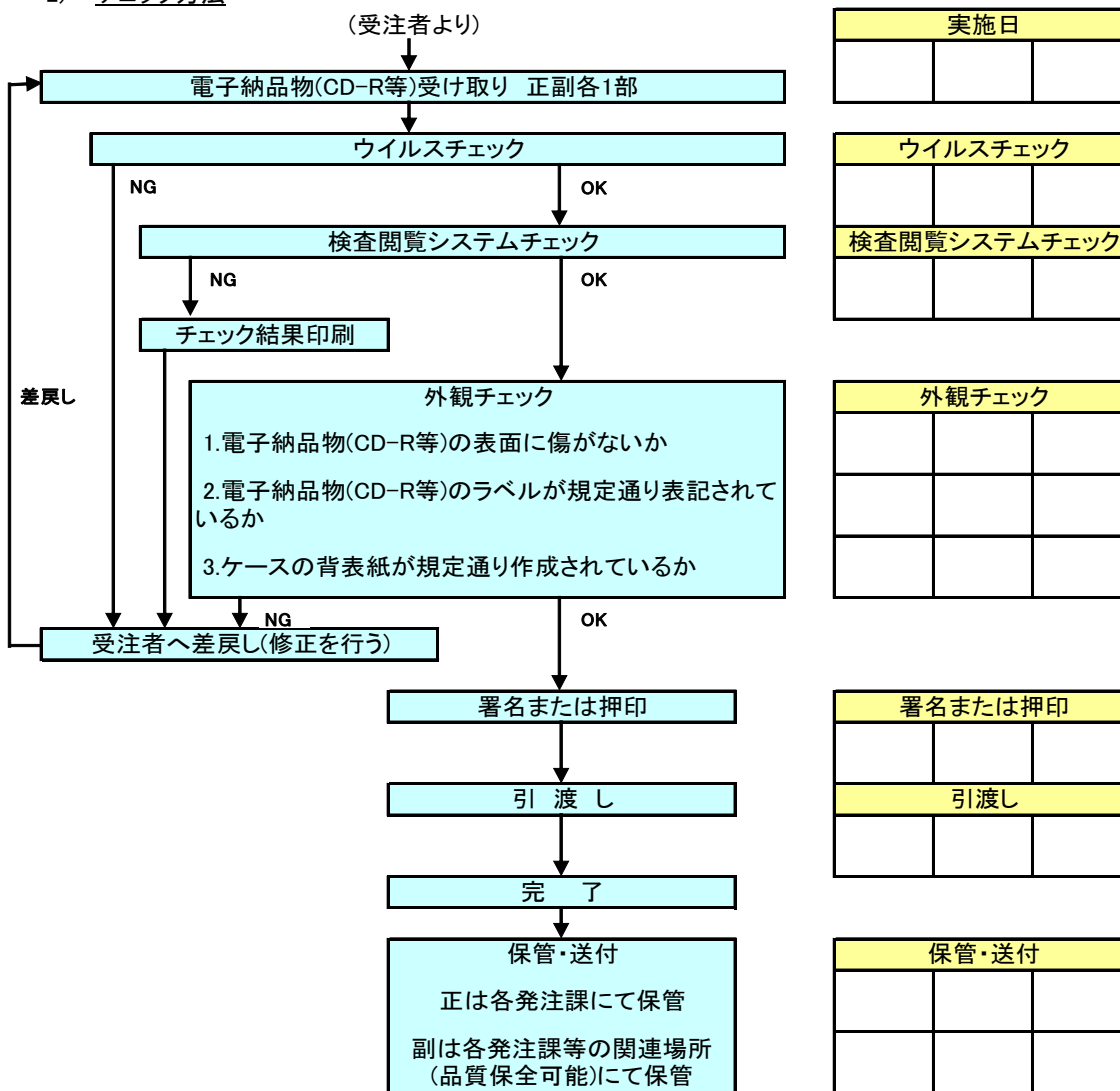 2) チェック方法
(受注者より)
実施日
電子納品物(CD-R等)受け取り 正副各1部
ウイルスチェック
ウイルスチェック
NG
OK
検査閲覧システムチェック
検査閲覧システムチェック
NG
OK
チェック結果印刷
差戻し
外観チェック
外観チェック
1.電子納品物(CD-R等)の表面に傷がないか
2.電子納品物(CD-R等)のラベルが規定通り表記されて
いるか
3.ケースの背表紙が規定通り作成されているか
NG
OK
受注者へ差戻し(修正を行う)
署名または押印
署名または押印
引 渡 し
引渡し
完 了
保管・送付
保管・送付
正は各発注課にて保管
副は各発注課等の関連場所
(品質保全可能)にて保管